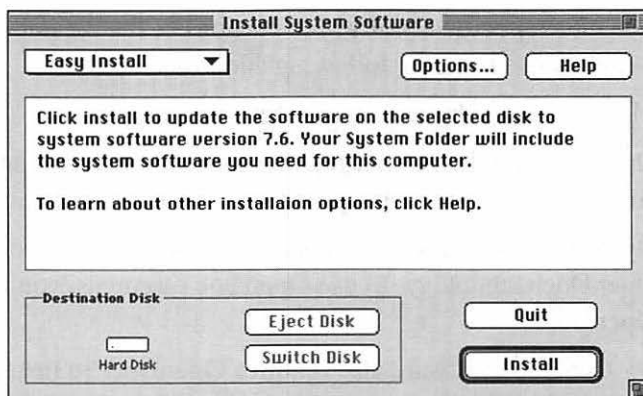 Install System Software
Easy Install
Options...
Help
Click install to update the software on the selected disk to
system software version 7.6. Your System Folder will include
the system software you need for this computer.
To learn about other installaion options, click Help.
Destination Disk
Hard Disk
Eject Disk
Switch Disk
Quit
Install